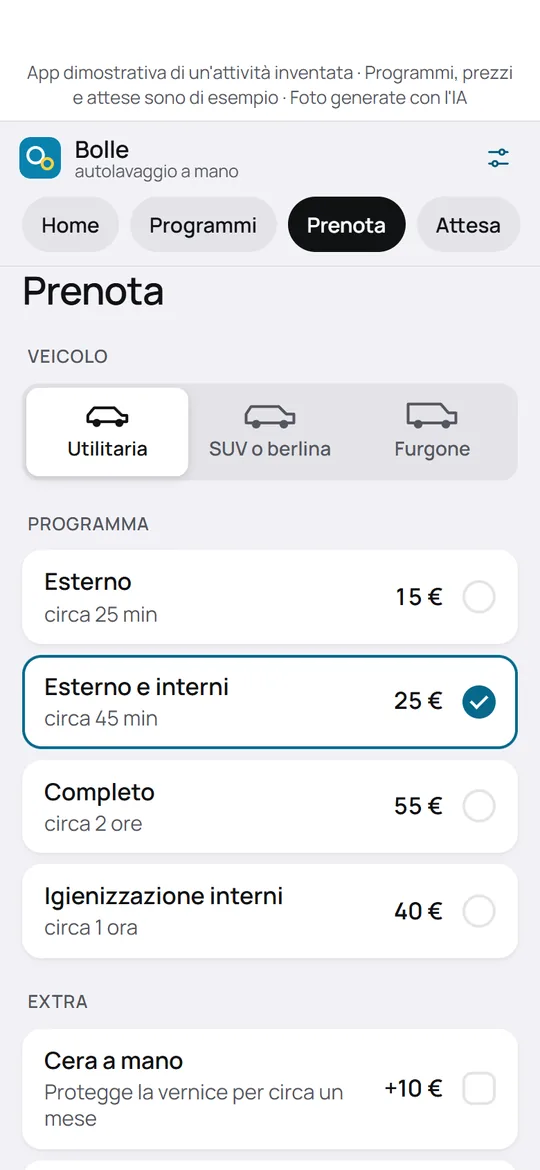 App dimostrativa di un'attività inventata · Programmi, prezzi
e attese sono di esempio · Foto generate con l'IA
Bolle
autolavaggio a mano
Home
Programmi
Prenota
Attesa
Prenota
VEICOLO
Utilitaria
SUV o berlina
Furgone
PROGRAMMA
Esterno
circa 25 min
15 €
Esterno e interni
circa 45 min
25 €
Completo
circa 2 ore
55 €
Igienizzazione interni
circa 1 ora
40 €
EXTRA
Cera a mano
Protegge la vernice per circa un
mese
+10 €